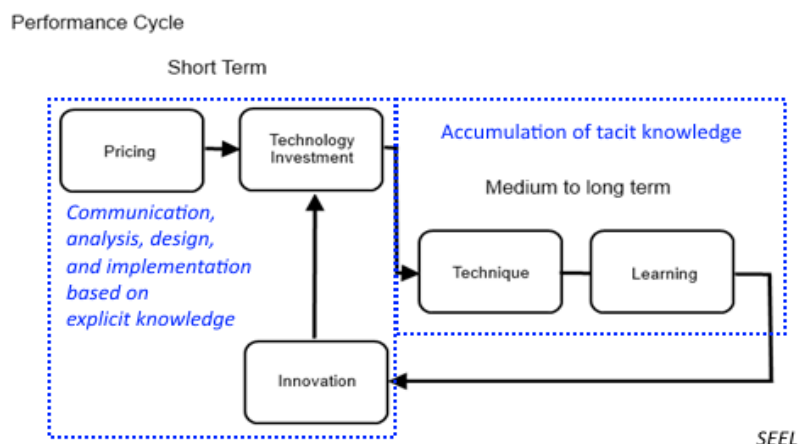 Performance Cycle
Short Term
Pricing
Technology
Investment
Accumulation of tacit knowledge
Medium to long term
Communication,
analysis, design,
and implementation
based on
explicit knowledge
Technique
Learning
Innovation
SEEL